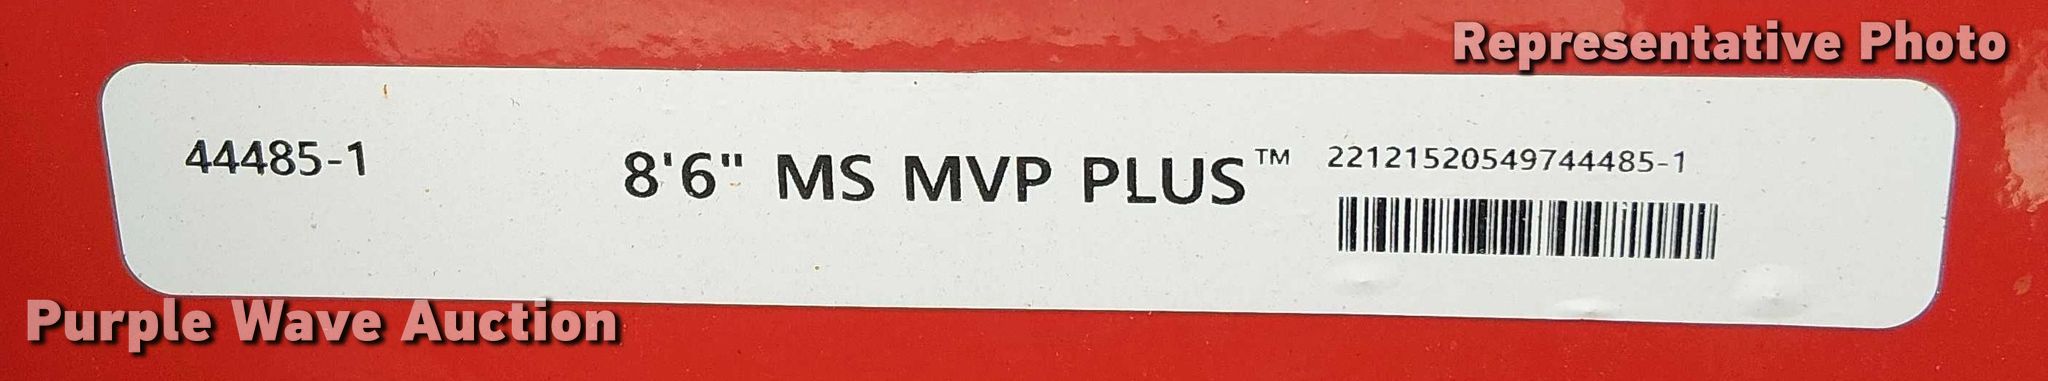 Representative Photo
44485-1
8'6" MS MVP PLUS™
22121520549744485-1
Purple Wave Auction